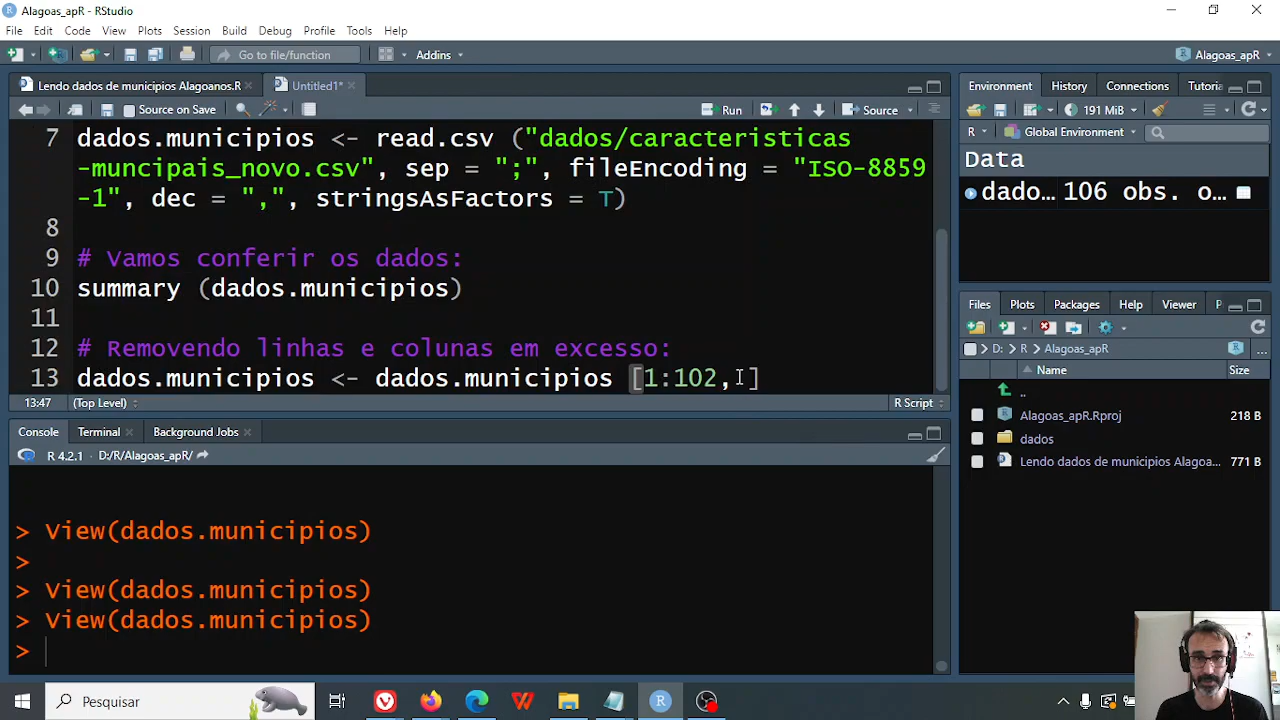 Alagoas_apR - RStudio
File Edit Code View Plots Session Build Debug Profile Tools Help
Go to file/function Addins Alagoas_apR
Lendo dados de municipios Alagoanos.R Untitled1*
Source on Save Run Source
7 dados.municipios <- read.csv ("dados/caracteristicas
-muncipais_novo.csv", sep = ";", fileEncoding = "ISO-8859
-1", dec = ",", stringsAsFactors = T)
8
9 # Vamos conferir os dados:
10 summary (dados.municipios)
11
12 # Removendo linhas e colunas em excesso:
13 dados.municipios <- dados.municipios [1:102, ]
13:47 (Top Level) R Script
Console Terminal Background Jobs
R 4.2.1 · D:/R/Alagoas_apR/
> View(dados.municipios)
>
> View(dados.municipios)
> View(dados.municipios)
>
Environment History Connections Tutoria
191 MiB
R Global Environment
Data
dado… 106 obs. o…
Files Plots Packages Help Viewer P
D: R Alagoas_apR
Name Size
..
Alagoas_apR.Rproj 218 B
dados
Lendo dados de municipios Alagoa... 771 B
Pesquisar